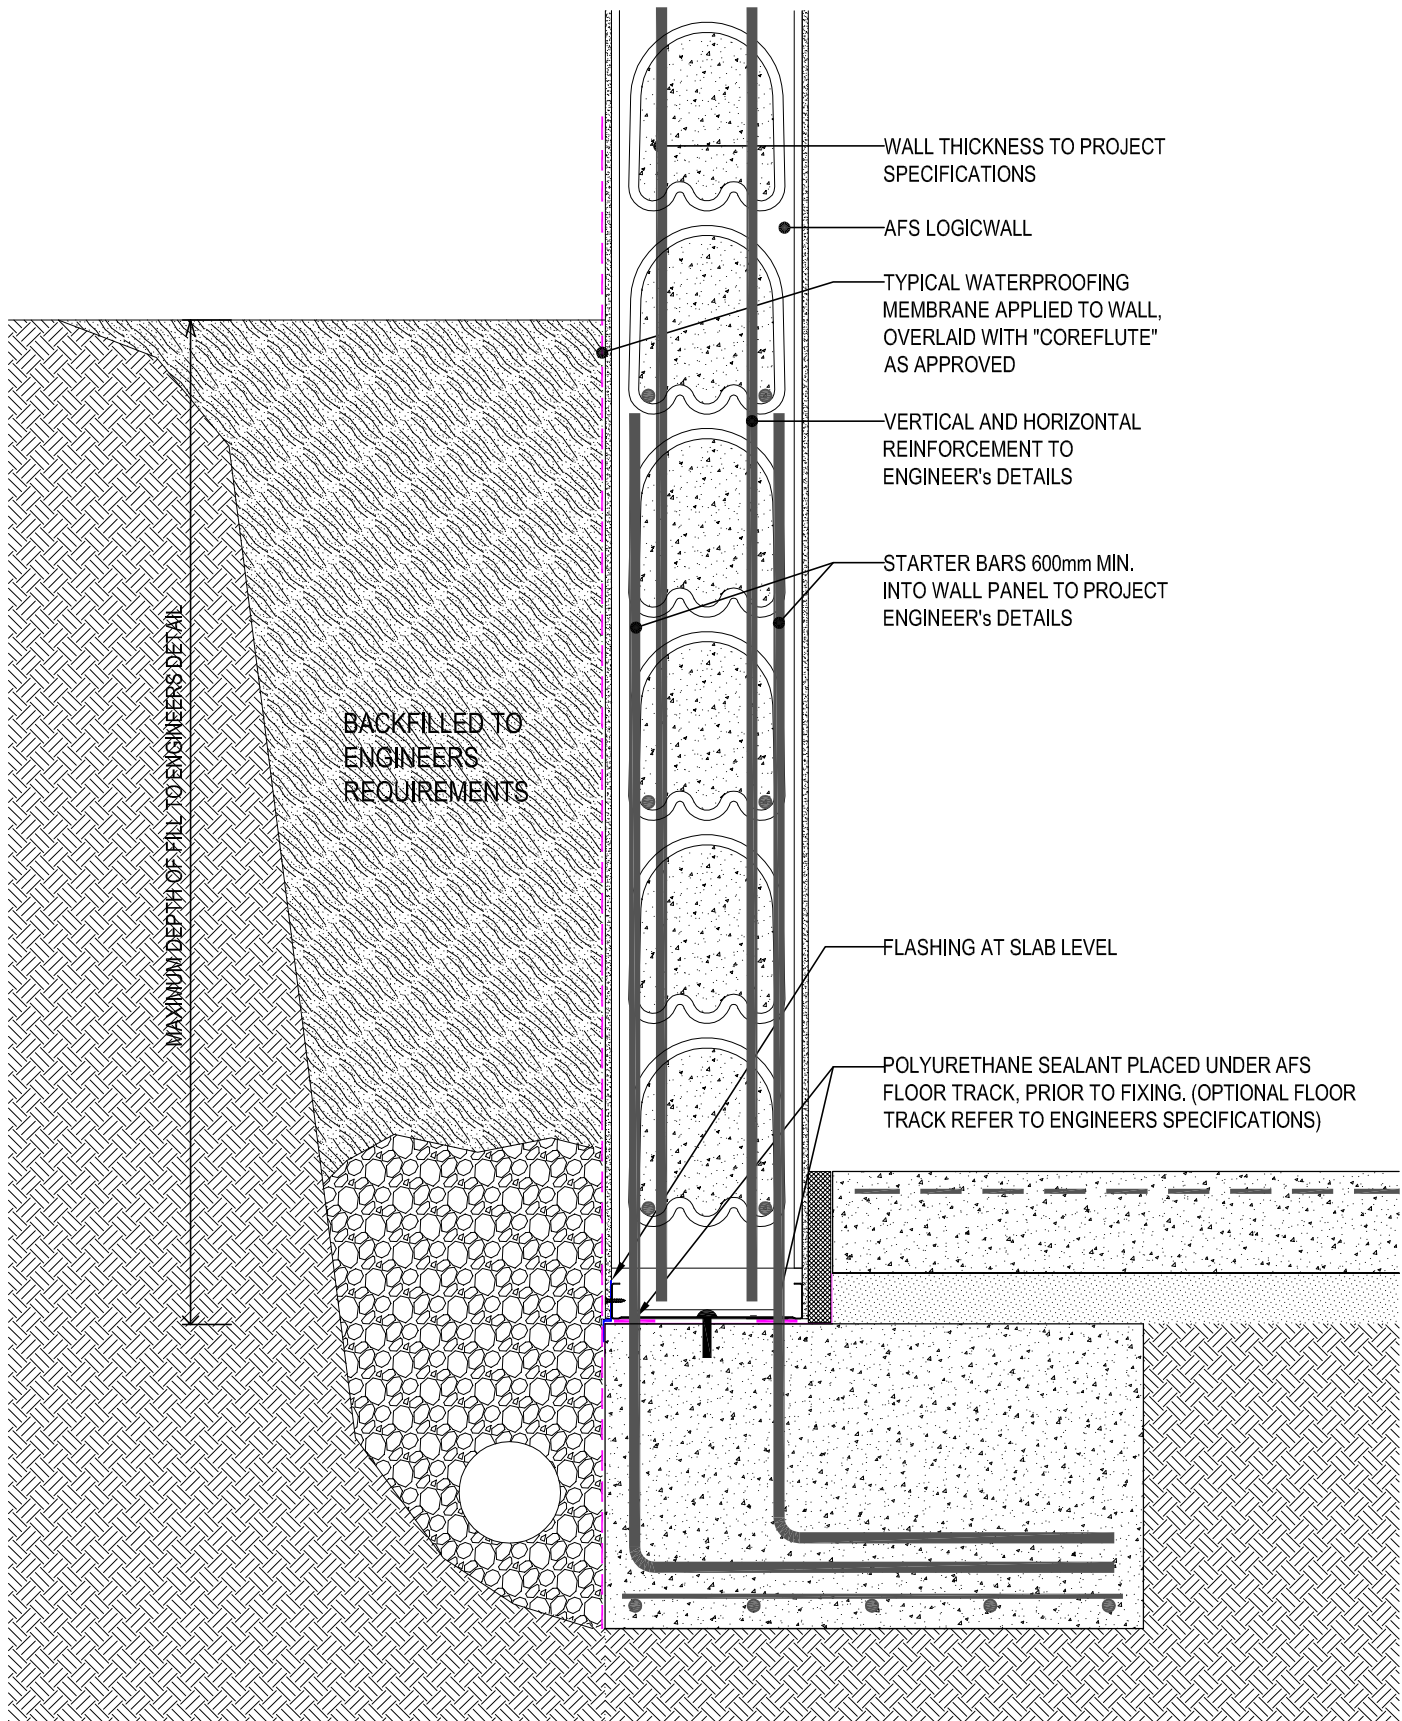 WALL THICKNESS TO PROJECT
SPECIFICATIONS
AFS LOGICWALL
TYPICAL WATERPROOFING
MEMBRANE APPLIED TO WALL,
OVERLAID WITH "COREFLUTE"
AS APPROVED
VERTICAL AND HORIZONTAL
REINFORCEMENT TO
ENGINEER's DETAILS
STARTER BARS 600mm MIN.
INTO WALL PANEL TO PROJECT
ENGINEER's DETAILS
MAXIMUM DEPTH OF FILL TO ENGINEERS DETAIL
BACKFILLED TO
ENGINEERS
REQUIREMENTS
FLASHING AT SLAB LEVEL
POLYURETHANE SEALANT PLACED UNDER AFS
FLOOR TRACK, PRIOR TO FIXING. (OPTIONAL FLOOR
TRACK REFER TO ENGINEERS SPECIFICATIONS)